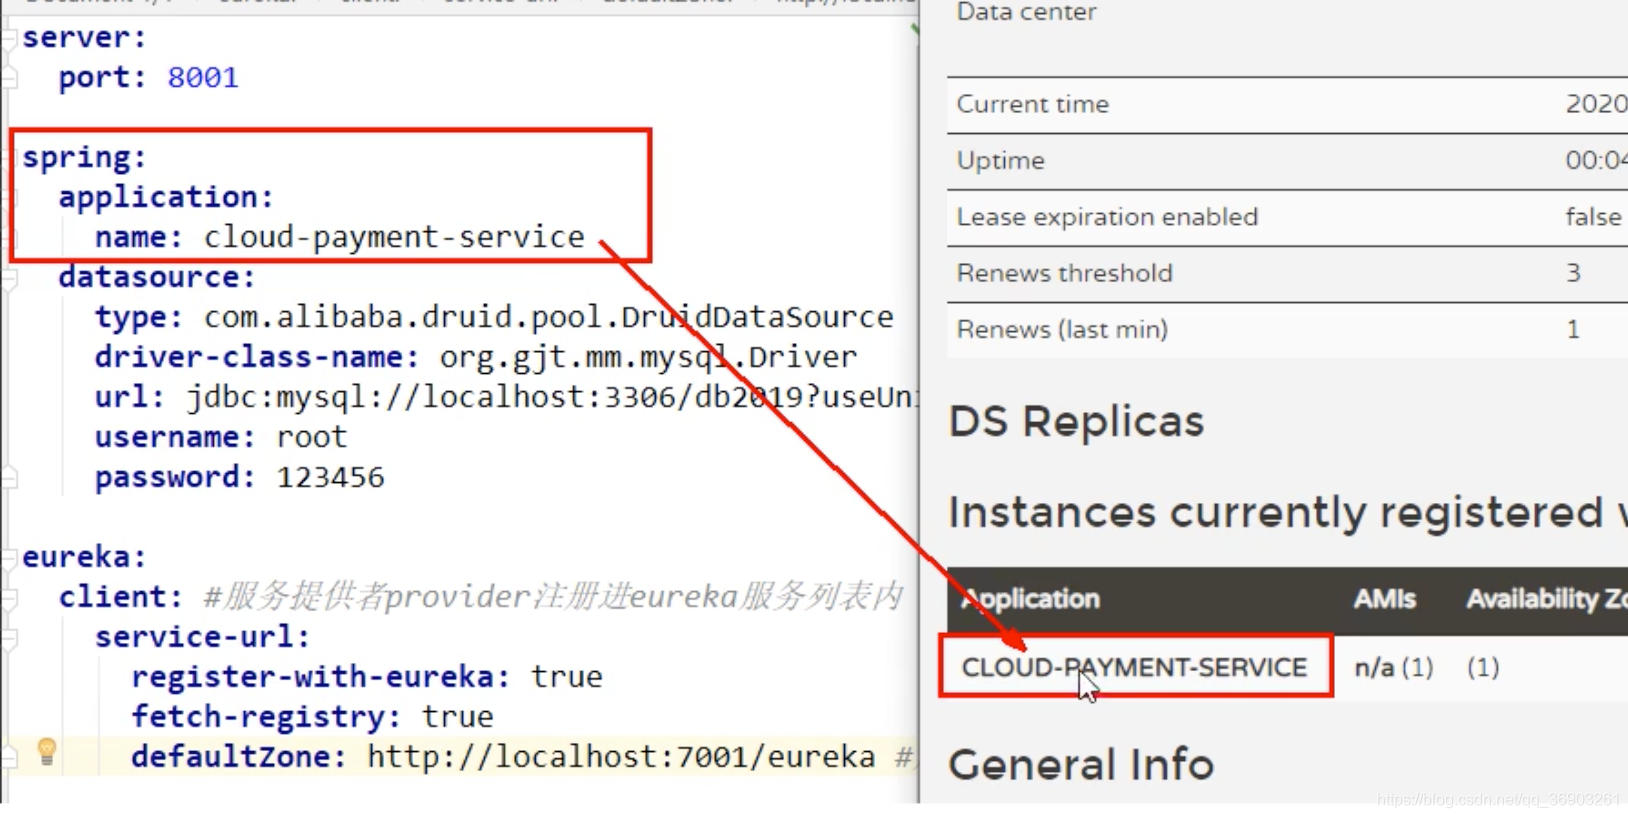 server:
port: 8001
spring:
application:
name: cloud-payment-service
datasource:
type: com.alibaba.druid.pool.DruidDataSource
driver-class-name: org.gjt.mm.mysql.Driver
url: jdbc:mysql://localhost:3306/db2019?useUni
username: root
password: 123456
eureka:
client: #服务提供者provider注册进eureka服务列表内
service-url:
register-with-eureka: true
fetch-registry: true
defaultZone: http://localhost:7001/eureka #
Data center
Current time 2020
Uptime 00:04
Lease expiration enabled false
Renews threshold 3
Renews (last min) 1
DS Replicas
Instances currently registered
Application AMIs Availability Zo
CLOUD-PAYMENT-SERVICE n/a (1) (1)
General Info
https://blog.csdn.net/qq_36903261